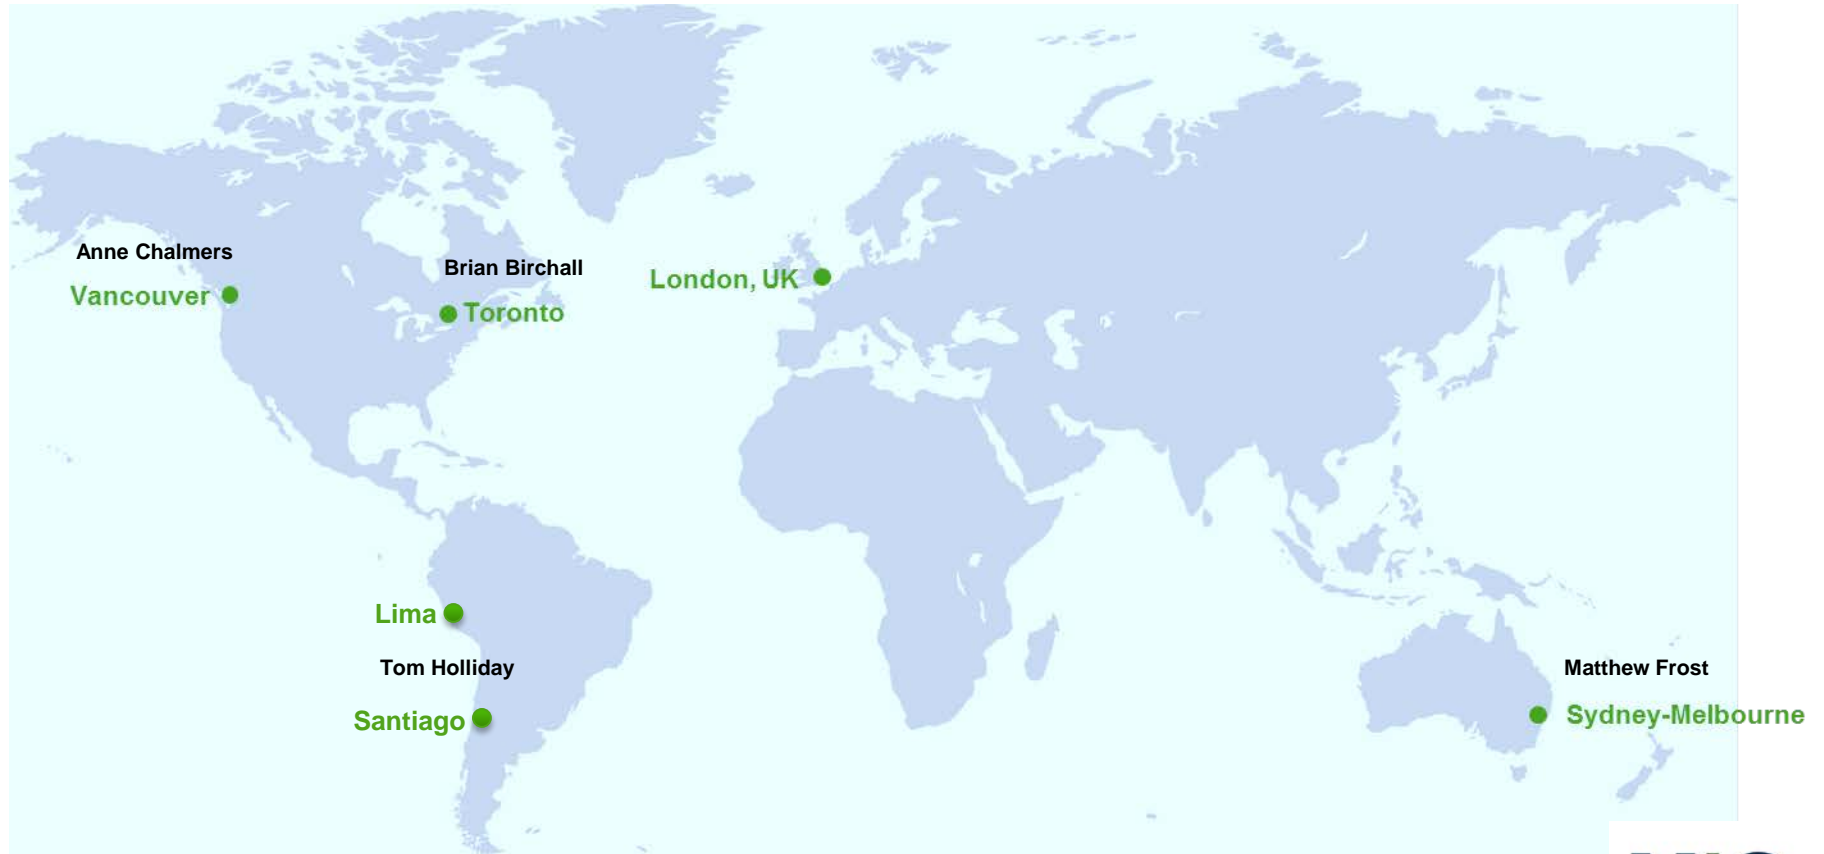 Anne Chalmers
Vancouver
Brian Birchall
Toronto
London, UK
Lima
Tom Holliday
Santiago
Matthew Frost
Sydney-Melbourne